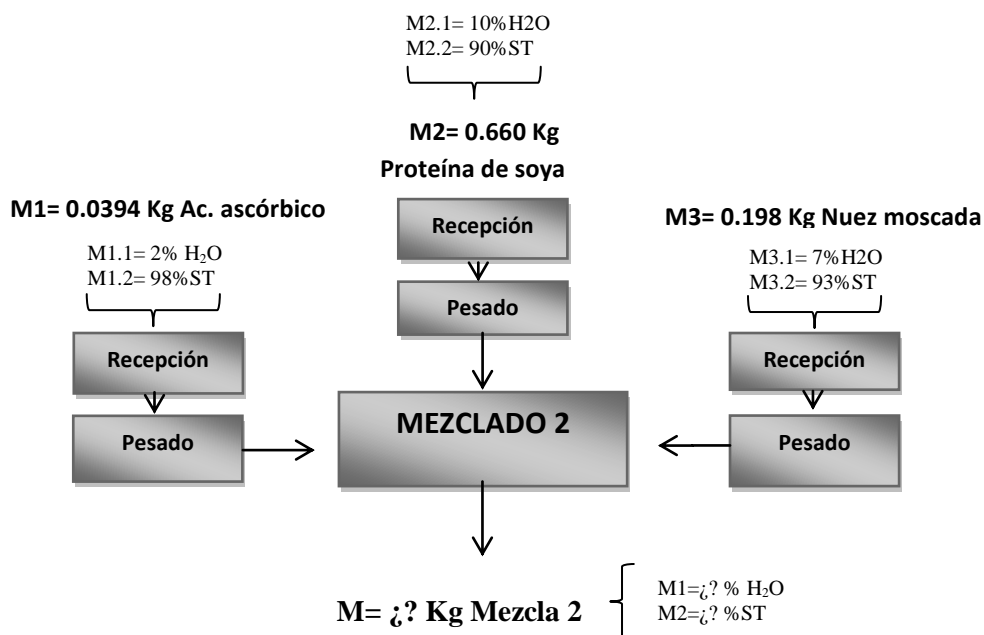 M2.1= 10%H2O
M2.2= 90%ST
M2= 0.660 Kg
Proteína de soya
Recepción
Pesado
M1= 0.0394 Kg Ac. ascórbico
M1.1= 2% H₂O
M1.2= 98%ST
Recepción
Pesado
M3= 0.198 Kg Nuez moscada
M3.1= 7%H2O
M3.2= 93%ST
Recepción
Pesado
MEZCLADO 2
M= ¿? Kg Mezcla 2
M1=¿? % H₂O
M2=¿? %ST